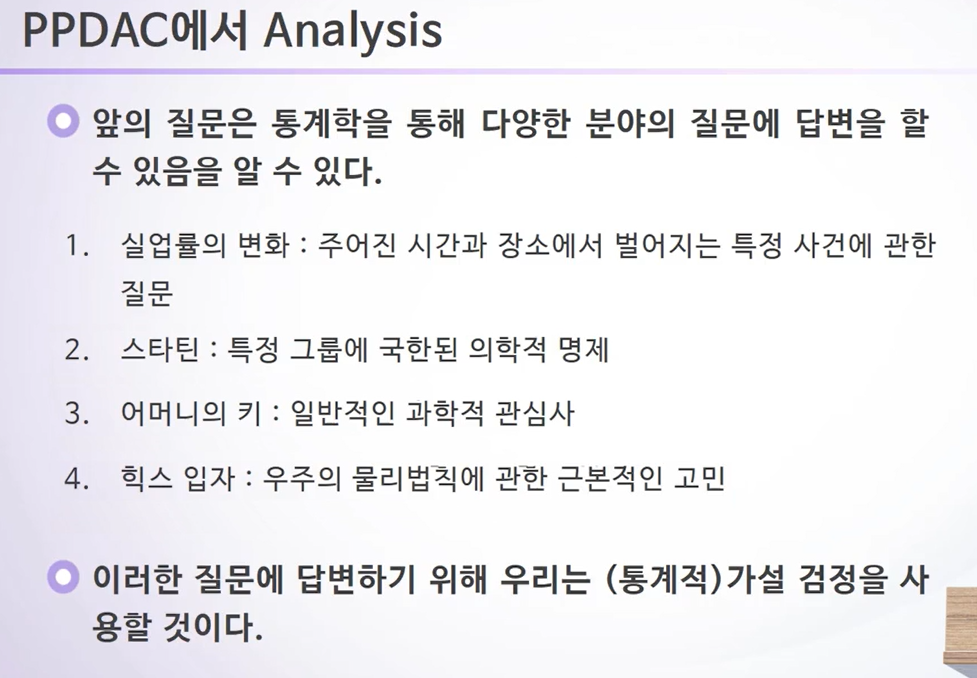 PPDAC에서 Analysis
앞의 질문은 통계학을 통해 다양한 분야의 질문에 답변을 할
수 있음을 알 수 있다.
1. 실업률의 변화 : 주어진 시간과 장소에서 벌어지는 특정 사건에 관한
질문
2. 스타틴 : 특정 그룹에 국한된 의학적 명제
3. 어머니의 키 : 일반적인 과학적 관심사
4. 힉스 입자 : 우주의 물리법칙에 관한 근본적인 고민
이러한 질문에 답변하기 위해 우리는 (통계적)가설 검정을 사
용할 것이다.